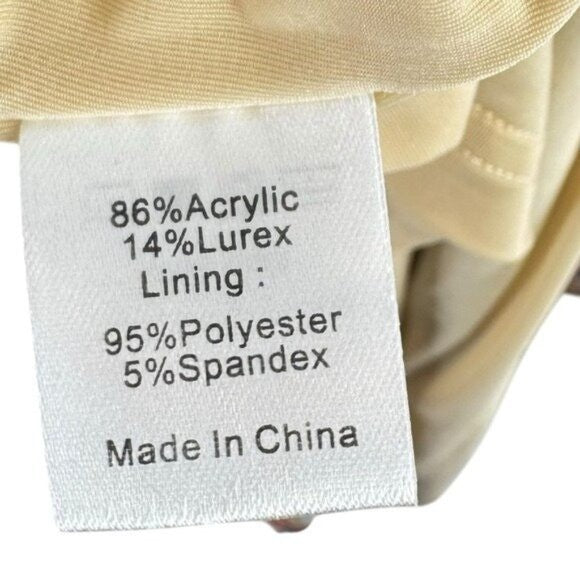 86%Acrylic
14%Lurex
Lining :
95%Polyester
5%Spandex
Made In China